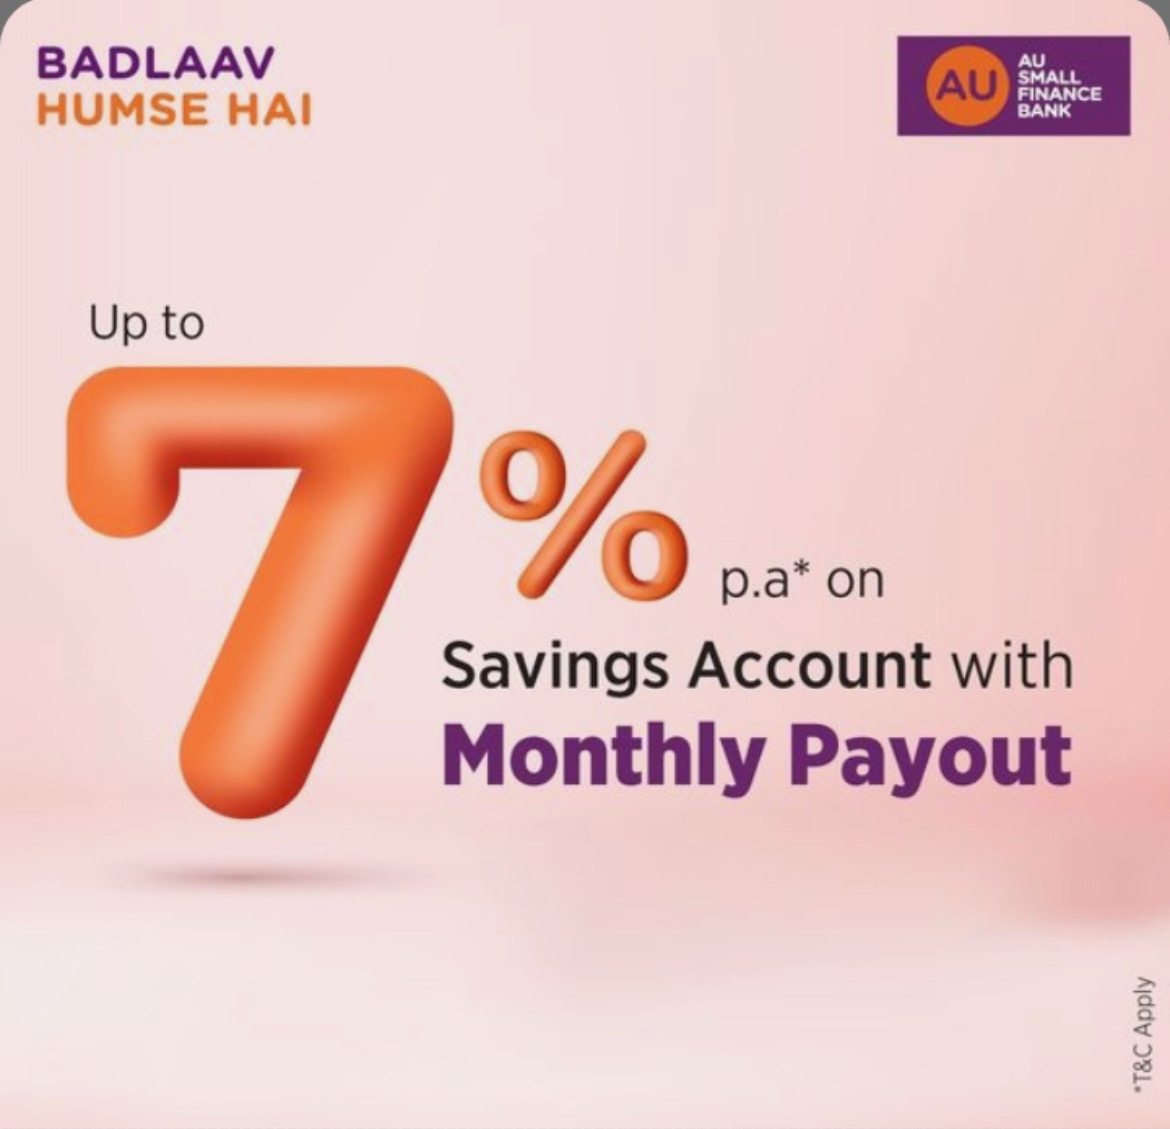 BADLAAV
HUMSE HAI
AU
AU
SMALL
FINANCE
BANK
Up to
7%
p.a* on
Savings Account with
Monthly Payout
*T&C Apply